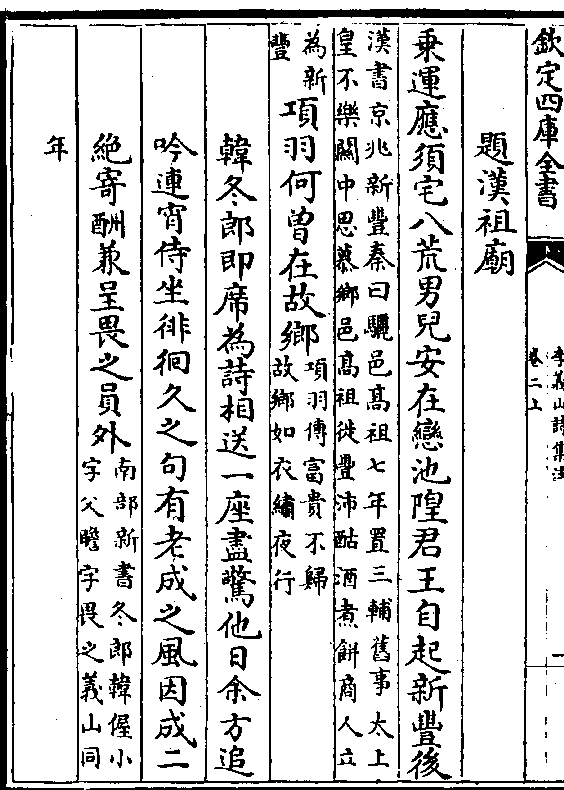 欽定四庫全書
李義山詩集注
卷二上
一
題漢祖廟
乘運應須宅八荒男兒安在戀池隍君王自起新豐後
漢書京兆新豐秦曰驪邑高祖七年置三輔舊事太上
皇不樂關中思慕鄉邑高祖徙豐沛酤酒煮餅商人立
為新
豐
項羽何曽在故鄉
項羽傳富貴不歸
故鄉如衣繡夜行
韓冬郎即席為詩相送一座盡驚他日余方追
吟連宵侍坐徘徊久之句有老成之風因成二
絶寄酬兼呈畏之員外
南部新書冬郎韓偓小
字父瞻字畏之義山同
年